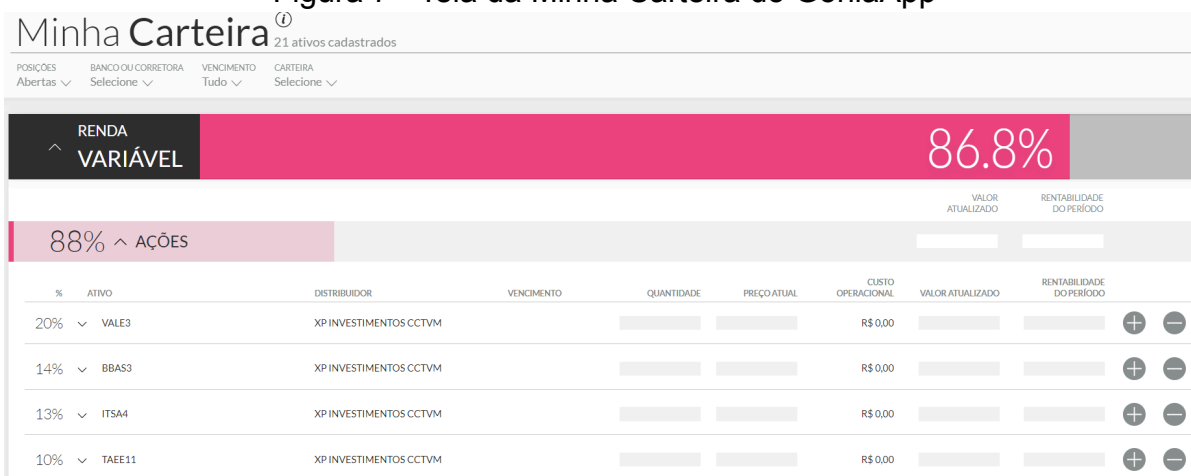 Minha Carteira i
21 ativos cadastrados
POSIÇÕES BANCO OU CORRETORA VENCIMENTO CARTEIRA
Abertas Selecione Tudo Selecione
RENDA
VARIÁVEL
86.8%
VALOR ATUALIZADO RENTABILIDADE DO PERÍODO
88% AÇÕES
% ATIVO DISTRIBUIDOR VENCIMENTO QUANTIDADE PREÇO ATUAL CUSTO OPERACIONAL VALOR ATUALIZADO RENTABILIDADE DO PERÍODO
20% VALE3 XP INVESTIMENTOS CCTVM R$ 0,00
14% BBAS3 XP INVESTIMENTOS CCTVM R$ 0,00
13% ITSA4 XP INVESTIMENTOS CCTVM R$ 0,00
10% TAEE11 XP INVESTIMENTOS CCTVM R$ 0,00